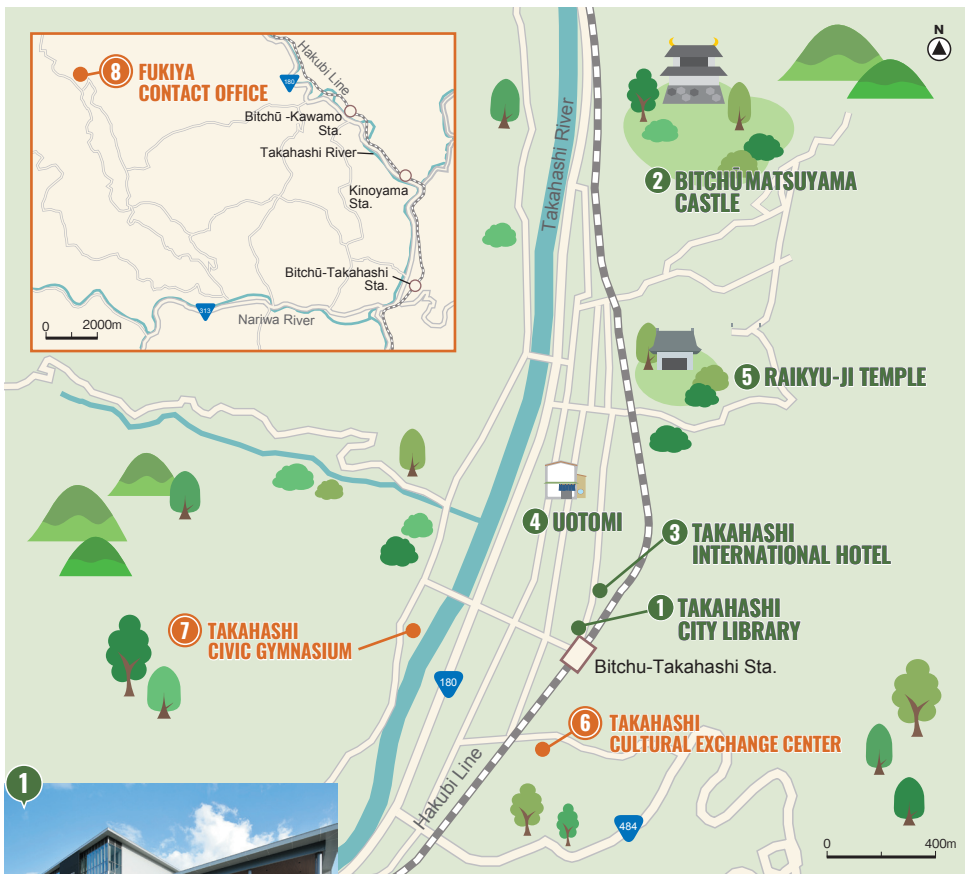 8 FUKIYA
CONTACT OFFICE
Hakubi Line
180
Bitchū -Kawamo
Sta.
Takahashi River
Kinoyama
Sta.
Bitchū-Takahashi
Sta.
313
Nariwa River
0 2000m
N
Takahashi River
2 BITCHŪ MATSUYAMA
CASTLE
5 RAIKYU-JI TEMPLE
4 UOTOMI
3 TAKAHASHI
INTERNATIONAL HOTEL
1 TAKAHASHI
CITY LIBRARY
7 TAKAHASHI
CIVIC GYMNASIUM
Bitchu-Takahashi Sta.
180
6 TAKAHASHI
CULTURAL EXCHANGE CENTER
Hakubi Line
484
1
0 400m